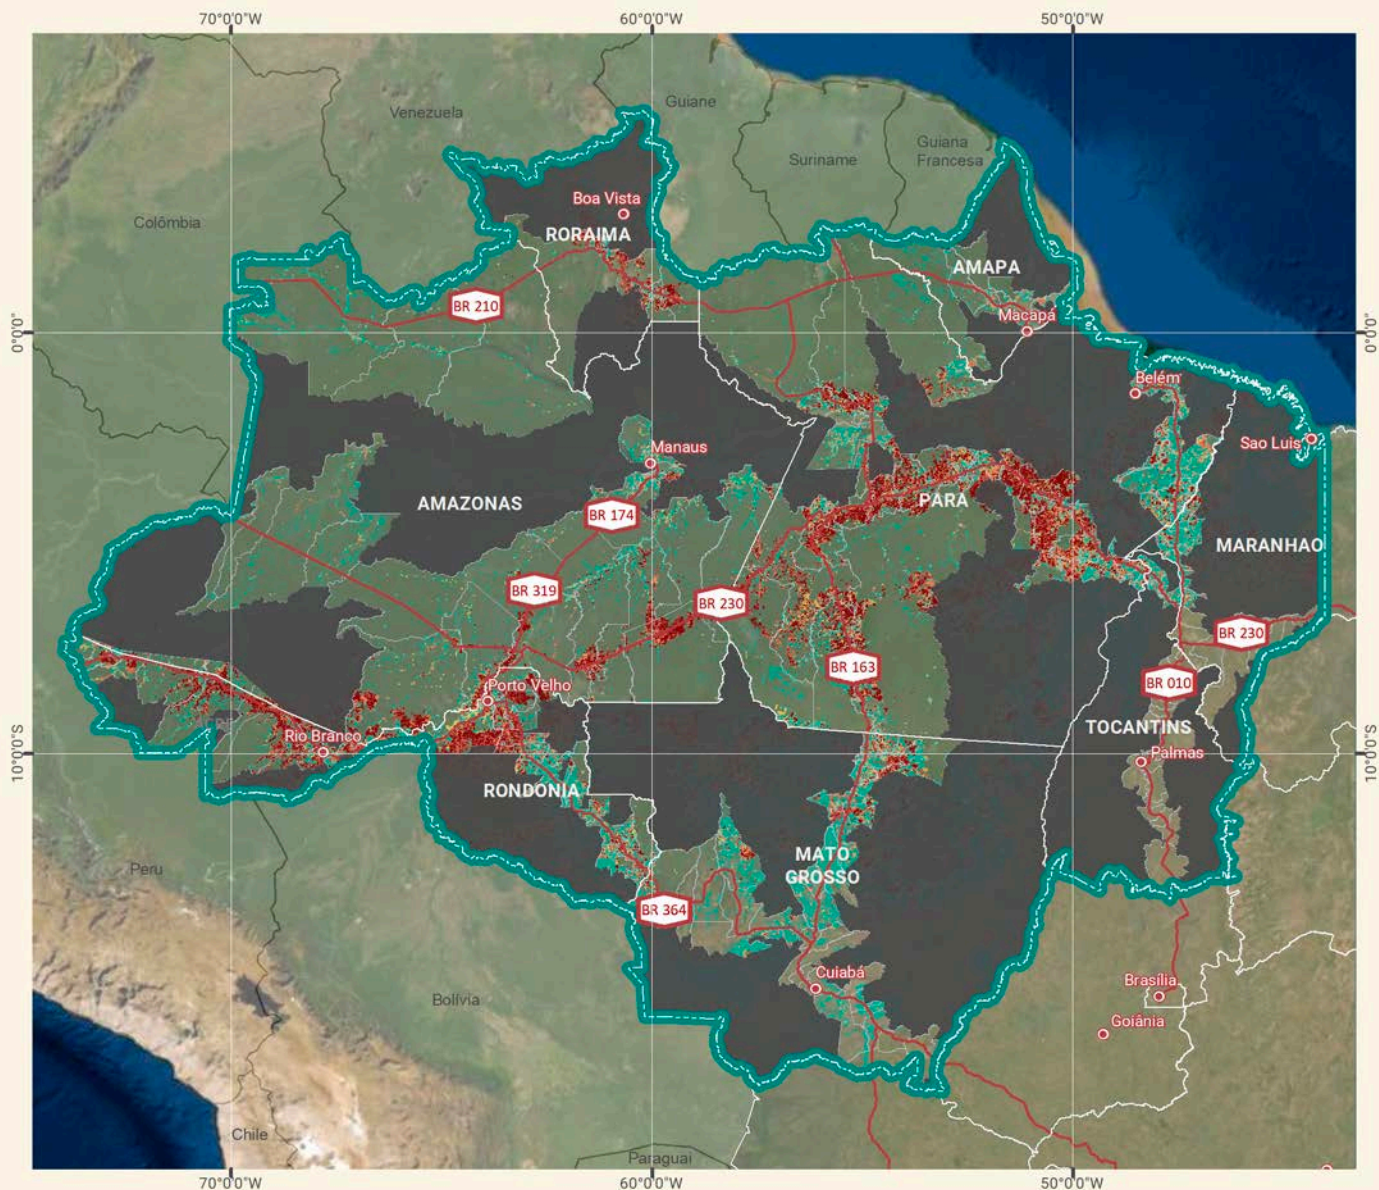 70°0'0"W
60°0'0"W
50°0'0"W
Venezuela
Guiane
Suriname
Guiana
Francesa
Colômbia
Boa Vista
RORAIMA
AMAPA
BR 210
Macapá
0°0'0"
0°0'0"
Belém
Sao Luis
Manaus
AMAZONAS
PARA
BR 174
MARANHAO
BR 319
BR 230
BR 230
BR 163
BR 010
Porto Velho
TOCANTINS
Rio Branco
Palmas
10°0'0"S
10°0'0"S
RONDONIA
MATO
GROSSO
Peru
BR 364
Cuiabá
Brasília
Bolívia
Goiânia
Chile
Paraguai
70°0'0"W
60°0'0"W
50°0'0"W